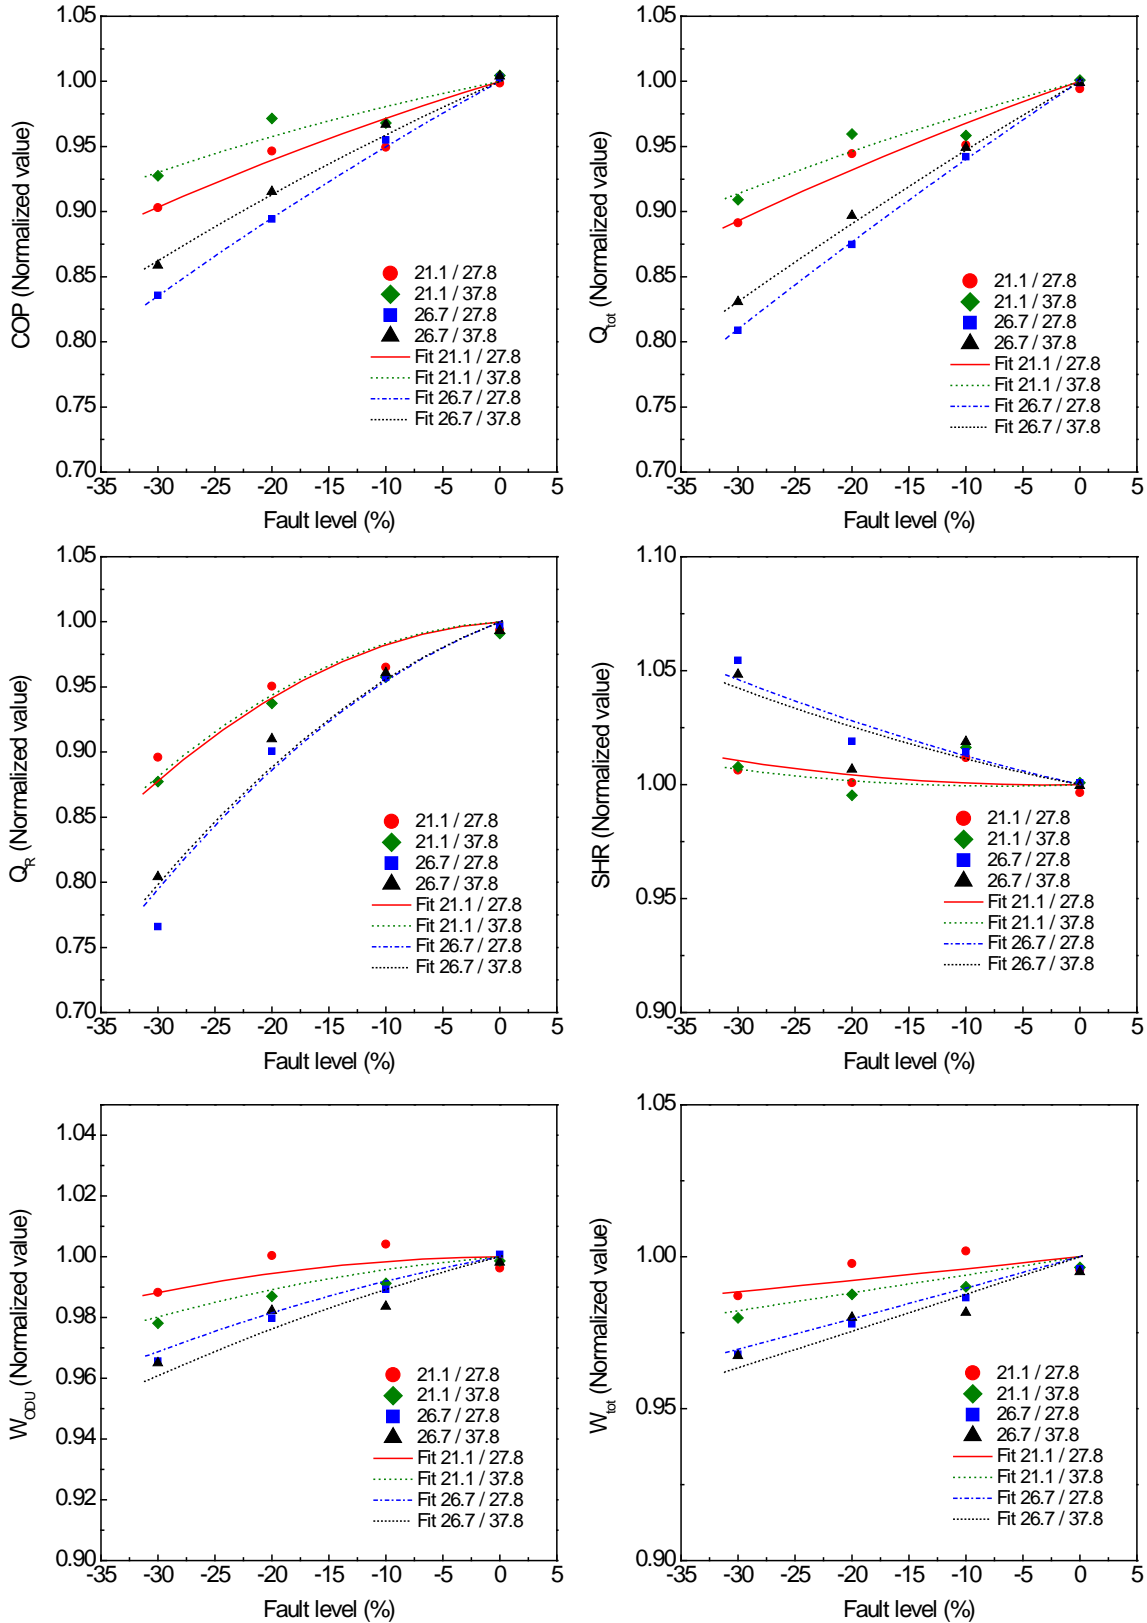 1.05
1.00
0.95
0.90
0.85
0.80
0.75
0.70
COP (Normalized value)
21.1 / 27.8
21.1 / 37.8
26.7 / 27.8
26.7 / 37.8
Fit 21.1 / 27.8
Fit 21.1 / 37.8
Fit 26.7 / 27.8
Fit 26.7 / 37.8
-35 -30 -25 -20 -15 -10 -5 0 5
Fault level (%)
1.05
1.00
0.95
0.90
0.85
0.80
0.75
0.70
Q_tot (Normalized value)
21.1 / 27.8
21.1 / 37.8
26.7 / 27.8
26.7 / 37.8
Fit 21.1 / 27.8
Fit 21.1 / 37.8
Fit 26.7 / 27.8
Fit 26.7 / 37.8
-35 -30 -25 -20 -15 -10 -5 0 5
Fault level (%)
1.05
1.00
0.95
0.90
0.85
0.80
0.75
0.70
Q_R (Normalized value)
21.1 / 27.8
21.1 / 37.8
26.7 / 27.8
26.7 / 37.8
Fit 21.1 / 27.8
Fit 21.1 / 37.8
Fit 26.7 / 27.8
Fit 26.7 / 37.8
-35 -30 -25 -20 -15 -10 -5 0 5
Fault level (%)
1.10
1.05
1.00
0.95
0.90
SHR (Normalized value)
21.1 / 27.8
21.1 / 37.8
26.7 / 27.8
26.7 / 37.8
Fit 21.1 / 27.8
Fit 21.1 / 37.8
Fit 26.7 / 27.8
Fit 26.7 / 37.8
-35 -30 -25 -20 -15 -10 -5 0 5
Fault level (%)
1.04
1.02
1.00
0.98
0.96
0.94
0.92
0.90
W_ODU (Normalized value)
21.1 / 27.8
21.1 / 37.8
26.7 / 27.8
26.7 / 37.8
Fit 21.1 / 27.8
Fit 21.1 / 37.8
Fit 26.7 / 27.8
Fit 26.7 / 37.8
-35 -30 -25 -20 -15 -10 -5 0 5
Fault level (%)
1.05
1.00
0.95
0.90
W_tot (Normalized value)
21.1 / 27.8
21.1 / 37.8
26.7 / 27.8
26.7 / 37.8
Fit 21.1 / 27.8
Fit 21.1 / 37.8
Fit 26.7 / 27.8
Fit 26.7 / 37.8
-35 -30 -25 -20 -15 -10 -5 0 5
Fault level (%)